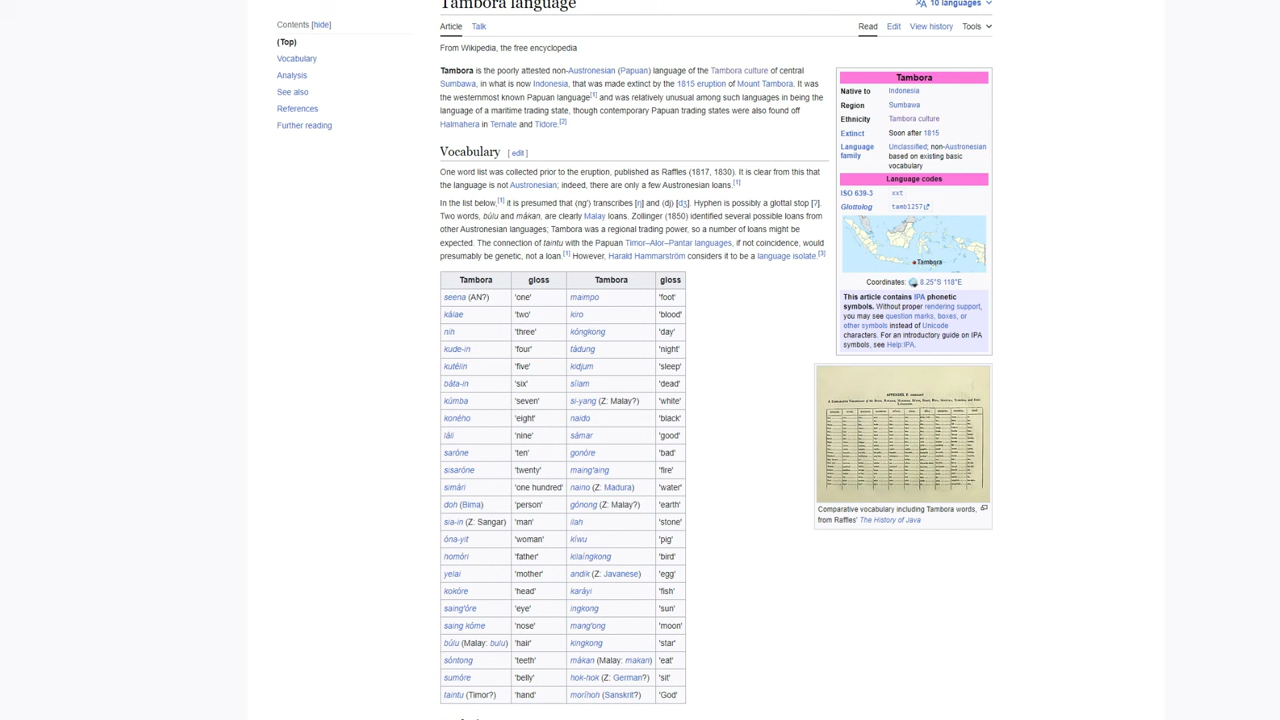 Tambora language
10 languages
Contents [hide]
(Top)
Vocabulary
Analysis
See also
References
Further reading
Article Talk
Read Edit View history Tools
From Wikipedia, the free encyclopedia
Tambora is the poorly attested non-Austronesian (Papuan) language of the Tambora culture of central
Sumbawa, in what is now Indonesia, that was made extinct by the 1815 eruption of Mount Tambora. It was
the westernmost known Papuan language[1] and was relatively unusual among such languages in being the
language of a maritime trading state, though contemporary Papuan trading states were also found off
Halmahera in Ternate and Tidore.[2]
Vocabulary [ edit ]
One word list was collected prior to the eruption, published as Raffles (1817, 1830). It is clear from this that
the language is not Austronesian; indeed, there are only a few Austronesian loans.[1]
In the list below,[1] it is presumed that ⟨ng'⟩ transcribes [ŋ] and ⟨dj⟩ [dʒ]. Hyphen is possibly a glottal stop [ʔ].
Two words, búlu and mákan, are clearly Malay loans. Zollinger (1850) identified several possible loans from
other Austronesian languages; Tambora was a regional trading power, so a number of loans might be
expected. The connection of taintu with the Papuan Timor–Alor–Pantar languages, if not coincidence, would
presumably be genetic, not a loan.[1] However, Harald Hammarström considers it to be a language isolate.[3]
Tambora gloss Tambora gloss
seena (AN?) 'one' maimpo 'foot'
kálae 'two' kiro 'blood'
nih 'three' kóngkong 'day'
kude-in 'four' tádung 'night'
kutélin 'five' kidjum 'sleep'
báta-in 'six' sílam 'dead'
kúmba 'seven' si-yang (Z: Malay?) 'white'
koného 'eight' naido 'black'
láli 'nine' sámar 'good'
saróne 'ten' gonóre 'bad'
sisaróne 'twenty' maing'aing 'fire'
simári 'one hundred' naino (Z: Madura) 'water'
doh (Bima) 'person' gónong (Z: Malay?) 'earth'
sia-in (Z: Sangar) 'man' ilah 'stone'
óna-yit 'woman' kíwu 'pig'
homóri 'father' kilaíngkong 'bird'
yelai 'mother' andik (Z: Javanese) 'egg'
kokóre 'head' karáyi 'fish'
saing'óre 'eye' ingkong 'sun'
saing kóme 'nose' mang'ong 'moon'
búlu (Malay: bulu) 'hair' kingkong 'star'
sóntong 'teeth' mákan (Malay: makan) 'eat'
sumóre 'belly' hok-hok (Z: German?) 'sit'
taintu (Timor?) 'hand' moríhoh (Sanskrit?) 'God'
Tambora
Native to Indonesia
Region Sumbawa
Ethnicity Tambora culture
Extinct Soon after 1815
Language family Unclassified; non-Austronesian
based on existing basic
vocabulary
Language codes
ISO 639-3 xxt
Glottolog tamb1257
Tambora
Coordinates: 8.25°S 118°E
This article contains IPA phonetic
symbols. Without proper rendering support,
you may see question marks, boxes, or
other symbols instead of Unicode
characters. For an introductory guide on IPA
symbols, see Help:IPA.
Comparative vocabulary including Tambora words,
from Raffles' The History of Java